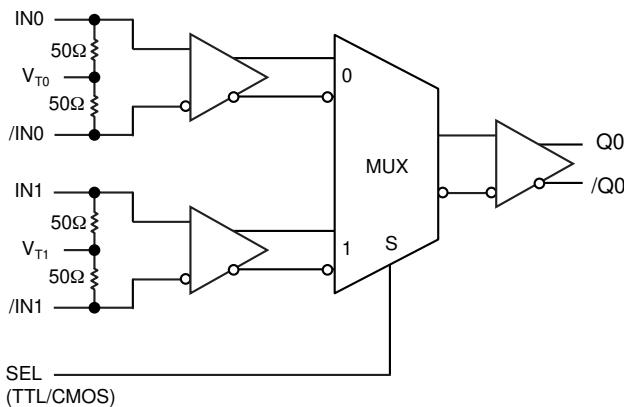 IN0
50Ω
VT0
50Ω
/IN0
0
MUX
Q0
/Q0
IN1
50Ω
VT1
50Ω
/IN1
1
S
SEL
(TTL/CMOS)